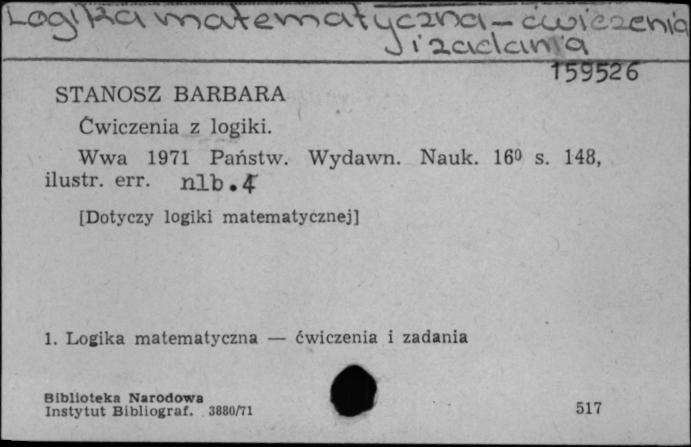 Logika matematyczna - ćwiczenia
i zadania
159526
STANOSZ BARBARA
Ćwiczenia z logiki.
Wwa 1971 Państw. Wydawn. Nauk. 16⁰ s. 148,
ilustr. err. nlb. 4
[Dotyczy logiki matematycznej]
1. Logika matematyczna — ćwiczenia i zadania
Biblioteka Narodowa
Instytut Bibliograf. 3880/71
517